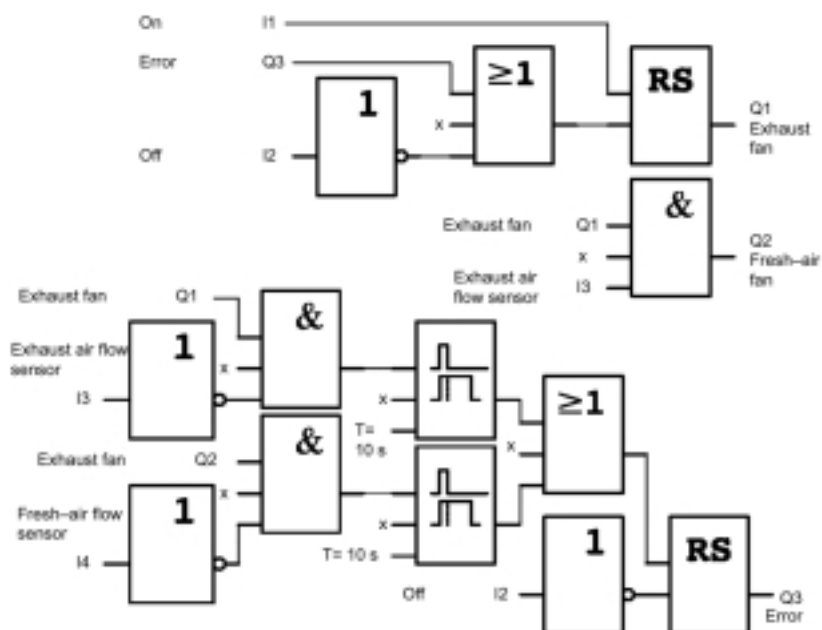 On I1
Error Q3
≥1
RS
1
x
Q1
Exhaust
fan
Off I2
&
Exhaust fan Q1
x
Q2
Fresh–air
fan
Exhaust air
flow sensor I3
Exhaust fan Q1
&
1
Exhaust air flow
sensor
x
I3
x
T=
10 s
≥1
&
Exhaust fan Q2
x
x
1
Fresh–air flow
sensor
x
T= 10 s
I4
1
RS
Off I2
Q3
Error